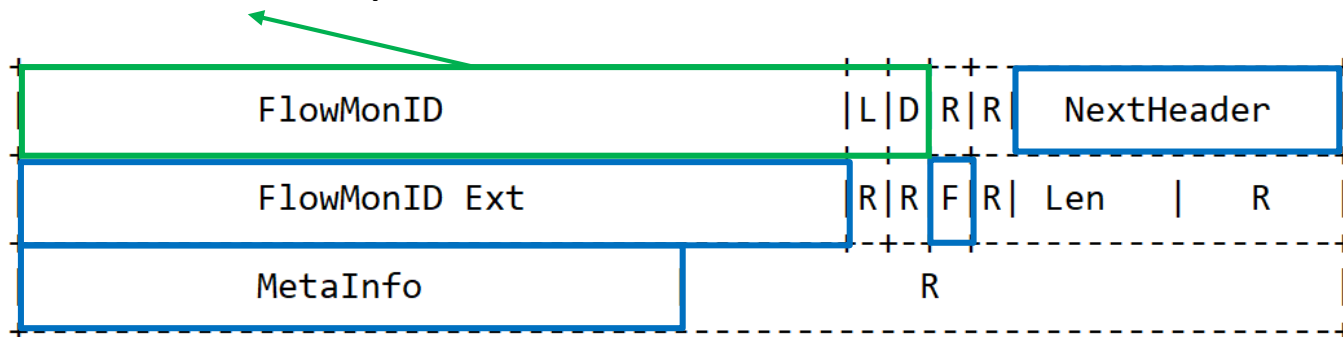 + +-+-+-+--
FlowMonID |L|D|R|R| NextHeader
FlowMonID Ext |R|R|F|R| Len | R
MetaInfo R